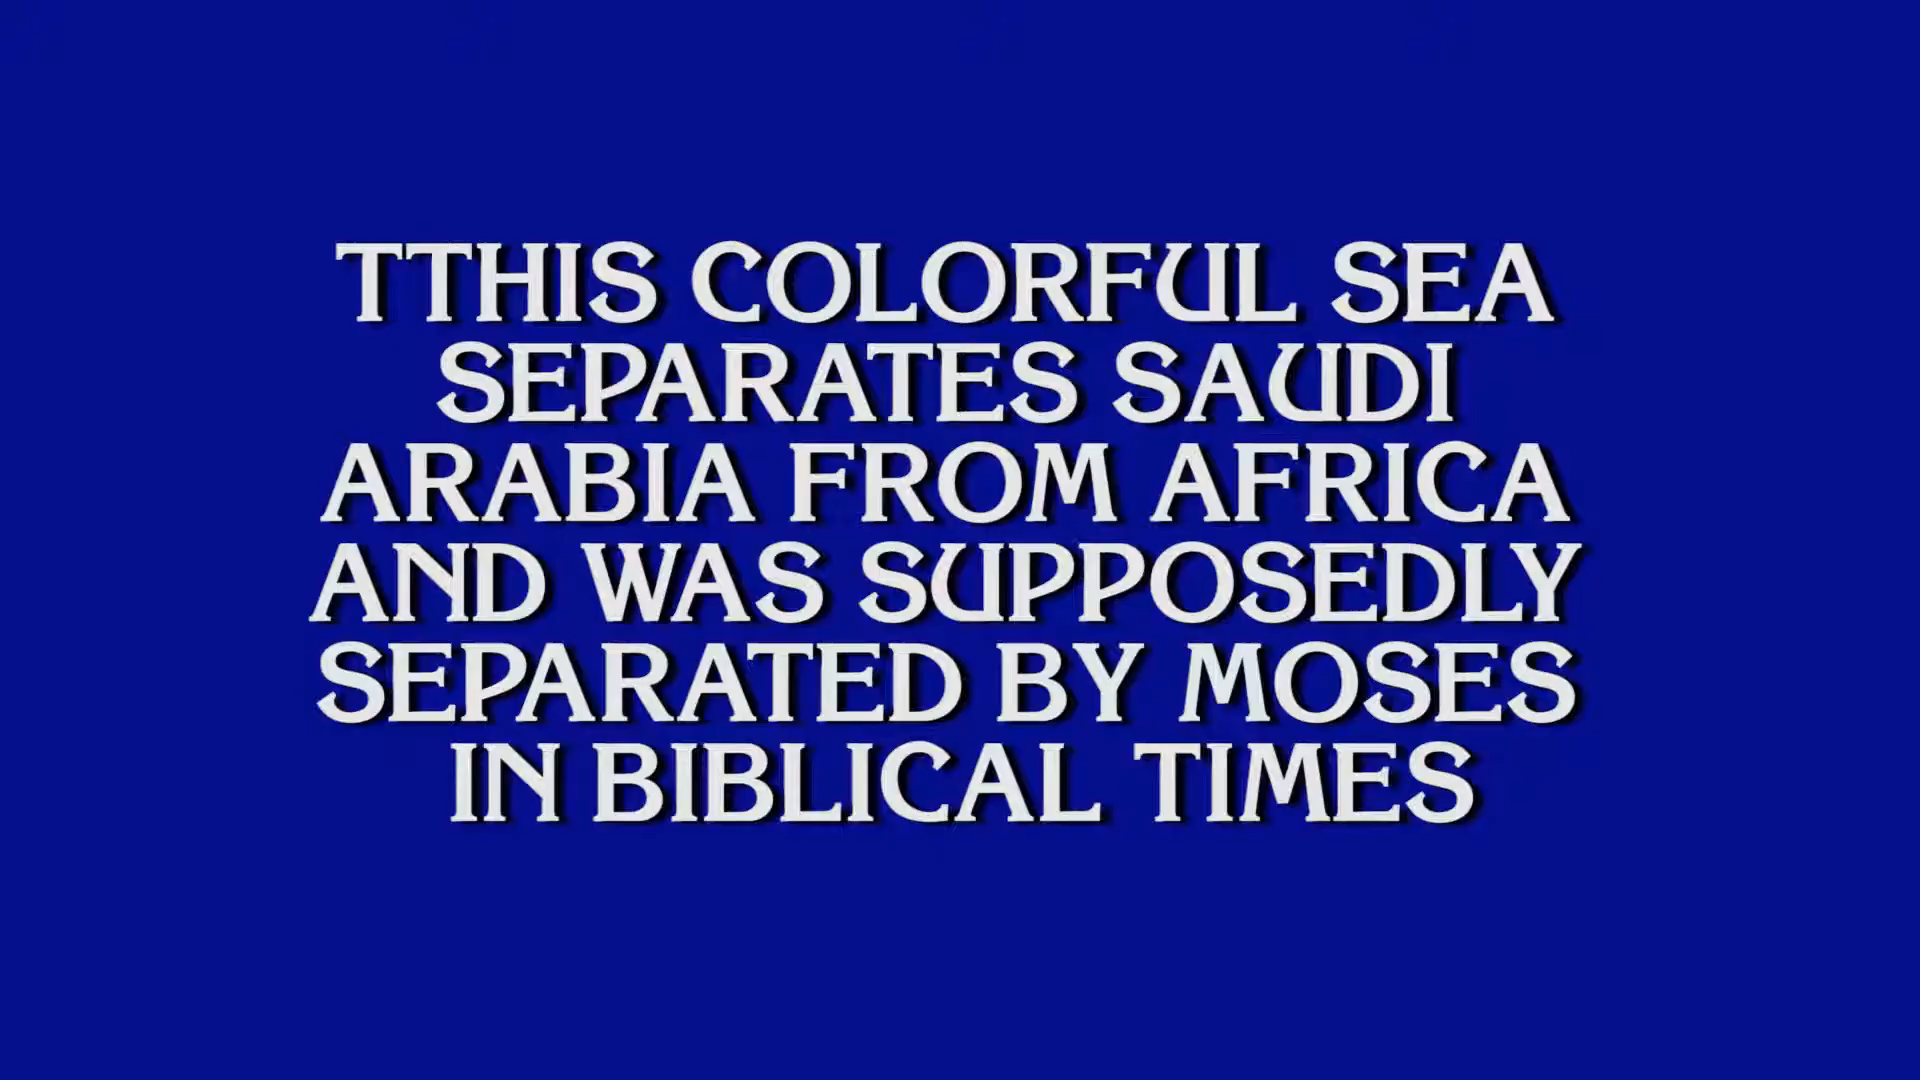 TTHIS COLORFUL SEA
SEPARATES SAUDI
ARABIA FROM AFRICA
AND WAS SUPPOSEDLY
SEPARATED BY MOSES
IN BIBLICAL TIMES